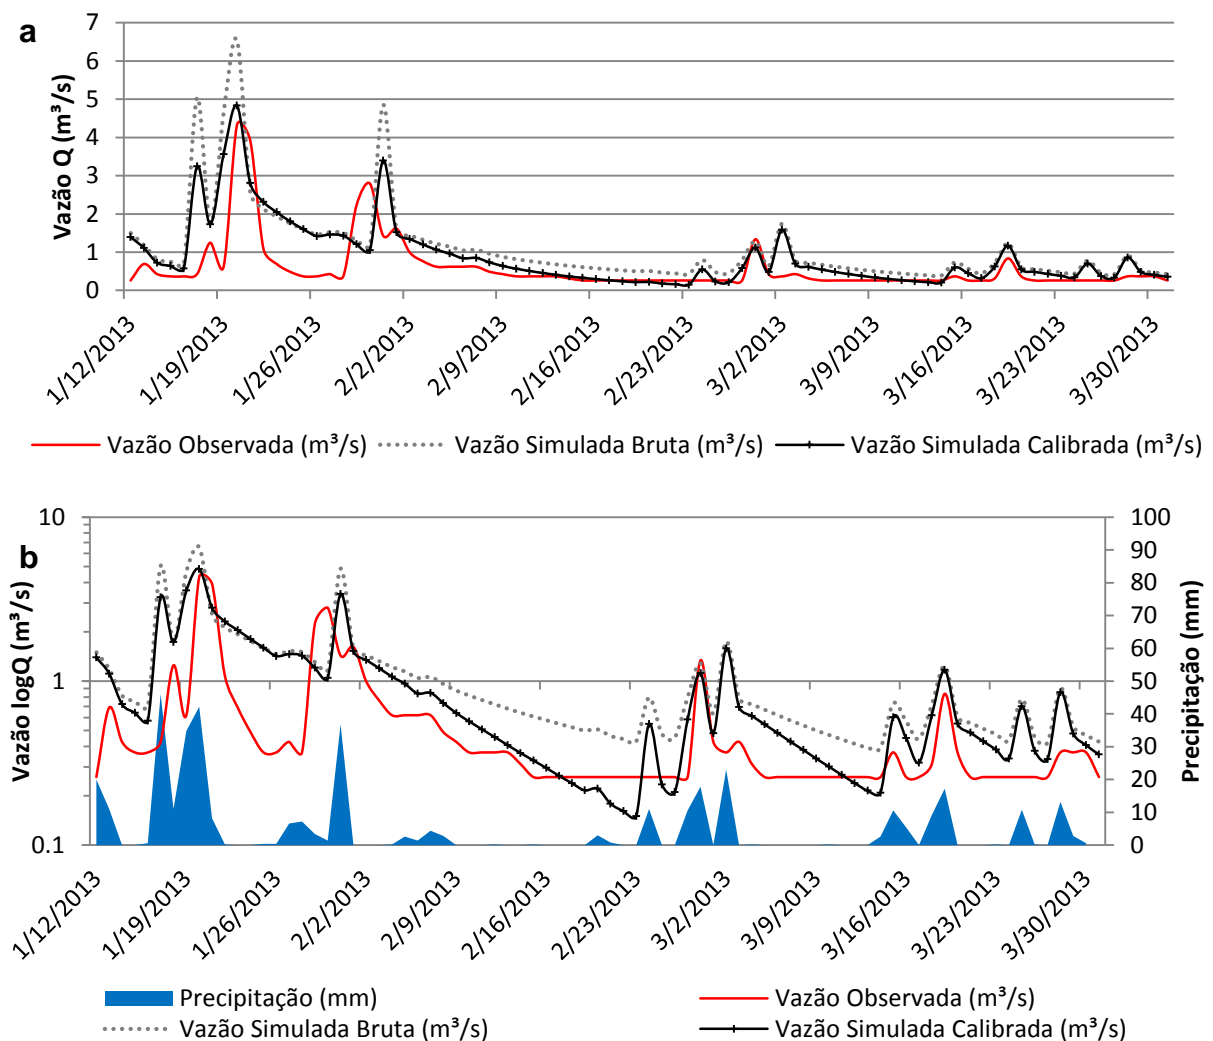 a
Vazão Q (m³/s)
7
6
5
4
3
2
1
0
1/12/2013 1/19/2013 1/26/2013 2/2/2013 2/9/2013 2/16/2013 2/23/2013 3/2/2013 3/9/2013 3/16/2013 3/23/2013 3/30/2013
Vazão Observada (m³/s) Vazão Simulada Bruta (m³/s) Vazão Simulada Calibrada (m³/s)
b
Vazão logQ (m³/s)
10
1
0.1
100
90
80
70
60
50
40
30
20
10
0
Precipitação (mm)
1/12/2013 1/19/2013 1/26/2013 2/2/2013 2/9/2013 2/16/2013 2/23/2013 3/2/2013 3/9/2013 3/16/2013 3/23/2013 3/30/2013
Precipitação (mm) Vazão Observada (m³/s)
Vazão Simulada Bruta (m³/s) Vazão Simulada Calibrada (m³/s)